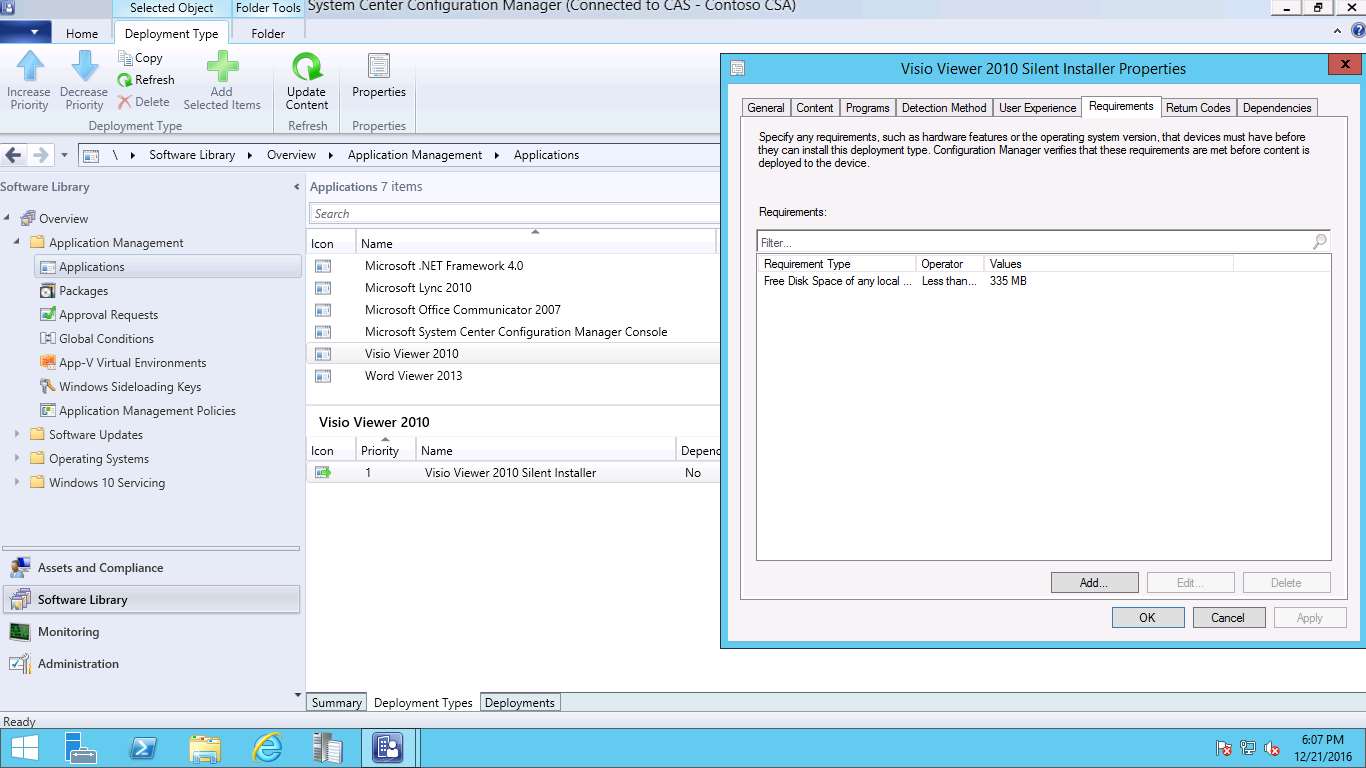 Selected Object
Folder Tools
System Center Configuration Manager (Connected to CAS - Contoso CSA)
Home
Deployment Type
Folder
Increase Priority
Decrease Priority
Copy
Refresh
Delete
Add
Selected Items
Update Content
Properties
Deployment Type
Refresh
Properties
\ Software Library Overview Application Management Applications
Software Library
Overview
Application Management
Applications
Packages
Approval Requests
Global Conditions
App-V Virtual Environments
Windows Sideloading Keys
Application Management Policies
Software Updates
Operating Systems
Windows 10 Servicing
Assets and Compliance
Software Library
Monitoring
Administration
Applications 7 items
Search
Icon Name
Microsoft .NET Framework 4.0
Microsoft Lync 2010
Microsoft Office Communicator 2007
Microsoft System Center Configuration Manager Console
Visio Viewer 2010
Word Viewer 2013
Visio Viewer 2010
Icon Priority Name Depend
1 Visio Viewer 2010 Silent Installer No
Summary Deployment Types Deployments
Visio Viewer 2010 Silent Installer Properties
General Content Programs Detection Method User Experience Requirements Return Codes Dependencies
Specify any requirements, such as hardware features or the operating system version, that devices must have before
they can install this deployment type. Configuration Manager verifies that these requirements are met before content is
deployed to the device.
Requirements:
Filter...
Requirement Type Operator Values
Free Disk Space of any local ... Less than... 335 MB
Add... Edit... Delete
OK Cancel Apply
Ready
6:07 PM
12/21/2016